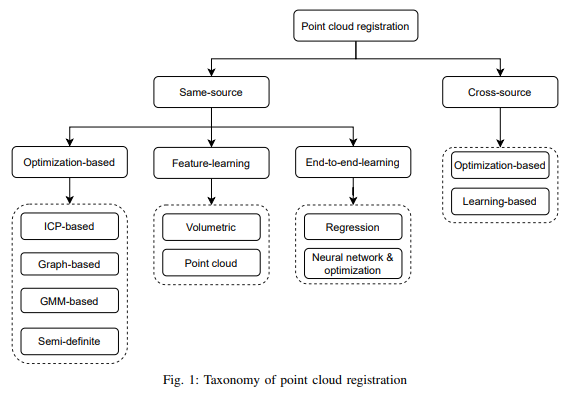 Point cloud registration
Same-source
Cross-source
Optimization-based
Feature-learning
End-to-end-learning
Optimization-based
Learning-based
ICP-based
Graph-based
GMM-based
Semi-definite
Volumetric
Point cloud
Regression
Neural network &
optimization
Fig. 1: Taxonomy of point cloud registration